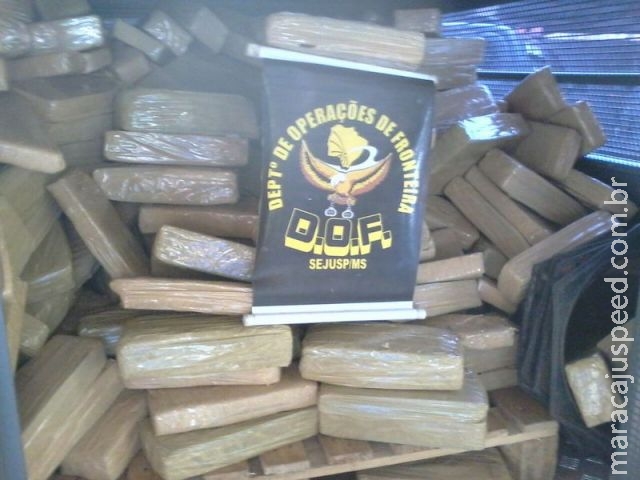 DEPTº DE OPERAÇÕES DE FRONTEIRA
D.O.F.
SEJUSP/MS
maracajuspeed.com.br